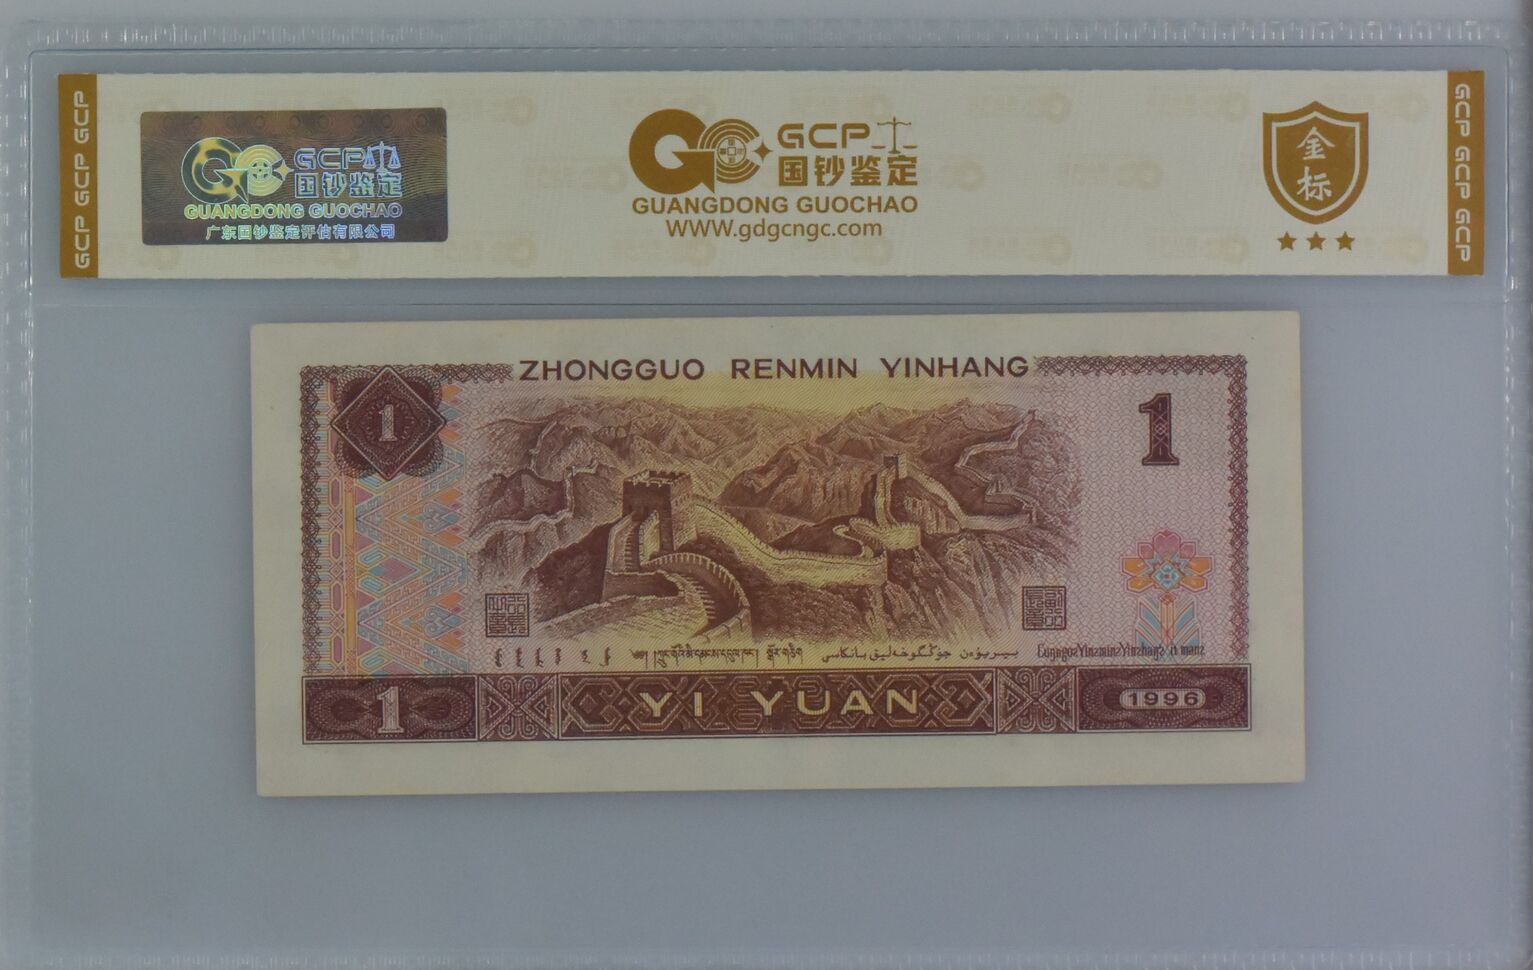 GCP GCP GCP
GCP
国钞鉴定
GUANGDONG GUOCHAO
广东国钞鉴定评估有限公司
GCP
国钞鉴定
GUANGDONG GUOCHAO
WWW.gdgcngc.com
金标
GCP GCP GCP
ZHONGGUO RENMIN YINHANG
1
1
YI YUAN
1
1996